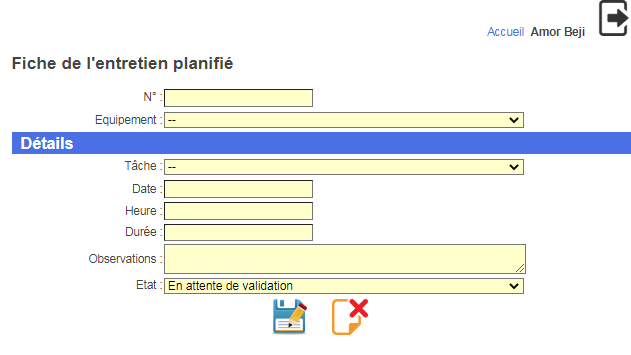 Accueil Amor Beji
Fiche de l'entretien planifié
N° :
Equipement : --
Détails
Tâche : --
Date :
Heure :
Durée :
Observations :
Etat : En attente de validation